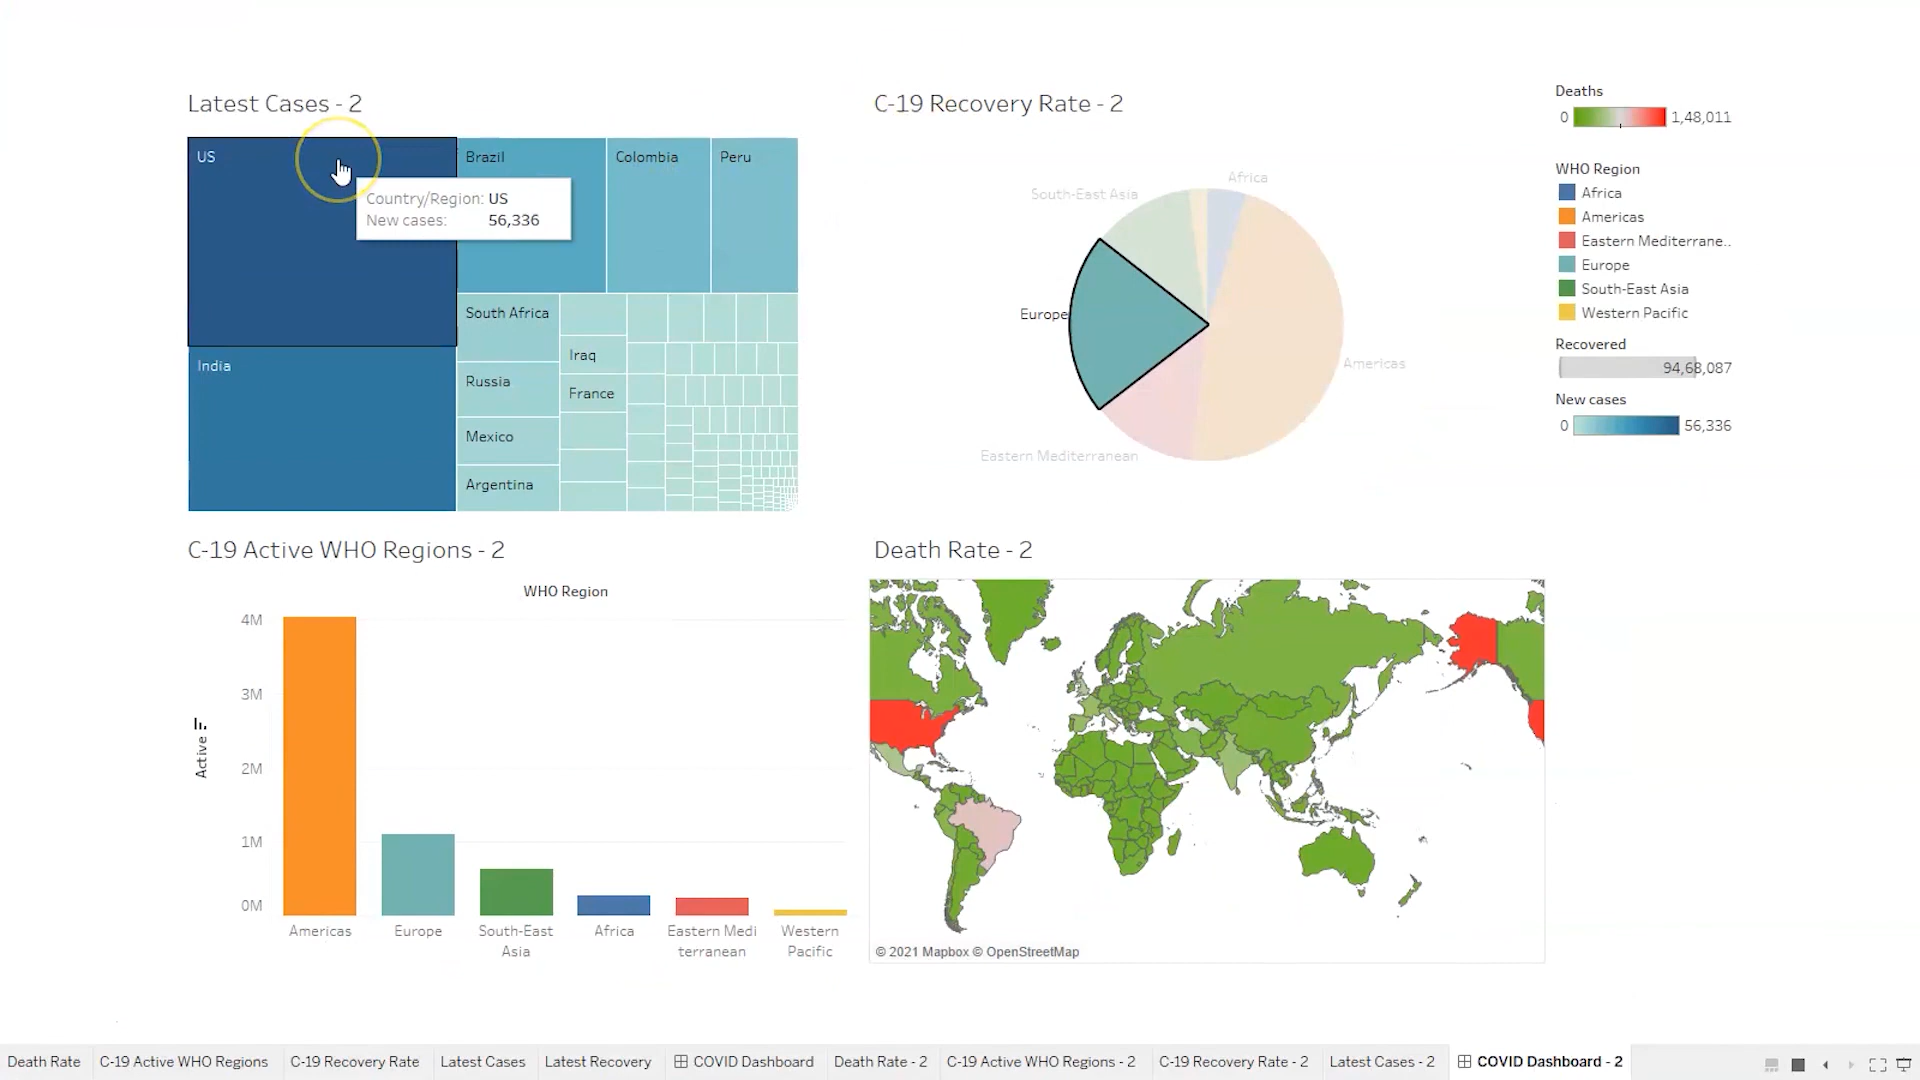 Latest Cases - 2
US
Brazil
Colombia
Peru
Country/Region: US
New cases: 56,336
South Africa
Iraq
India
Russia
France
Mexico
Argentina
C-19 Recovery Rate - 2
Africa
South-East Asia
Europe
Americas
Eastern Mediterranean
Deaths
0 1,48,011
WHO Region
Africa
Americas
Eastern Mediterrane..
Europe
South-East Asia
Western Pacific
Recovered
94,68,087
New cases
0 56,336
C-19 Active WHO Regions - 2
WHO Region
4M
3M
2M
1M
0M
Active
Americas
Europe
South-East
Asia
Africa
Eastern Medi
terranean
Western
Pacific
Death Rate - 2
© 2021 Mapbox © OpenStreetMap
Death Rate
C-19 Active WHO Regions
C-19 Recovery Rate
Latest Cases
Latest Recovery
COVID Dashboard
Death Rate - 2
C-19 Active WHO Regions - 2
C-19 Recovery Rate - 2
Latest Cases - 2
COVID Dashboard - 2